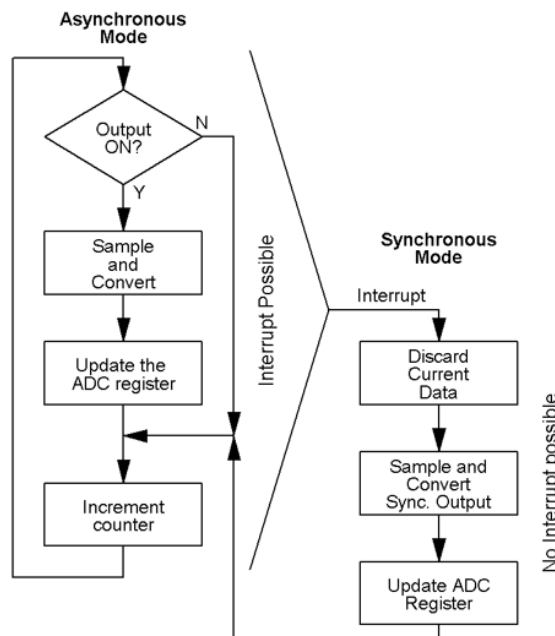 Asynchronous
Mode
Output
ON?
N
Y
Sample
and
Convert
Update the
ADC register
Increment
counter
Interrupt Possible
Synchronous
Mode
Interrupt
Discard
Current
Data
Sample and
Convert
Sync. Output
Update ADC
Register
No Interrupt possible